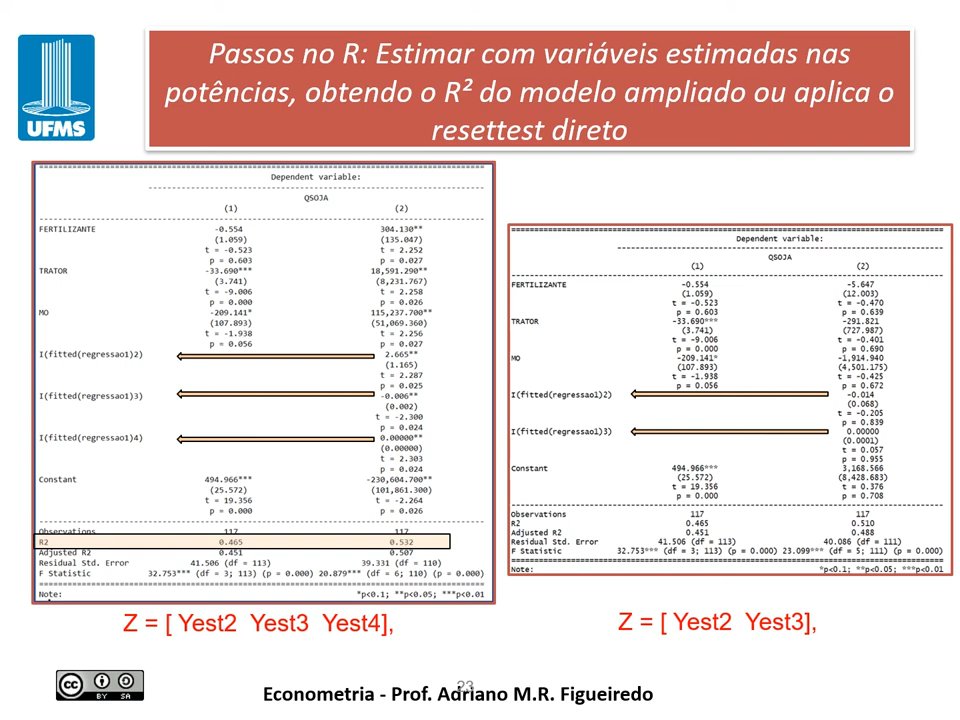 UFMS
Passos no R: Estimar com variáveis estimadas nas
potências, obtendo o R² do modelo ampliado ou aplica o
resettest direto
Dependent variable:
QSOJA
(1) (2)
FERTILIZANTE -0.554 304.130**
(1.059) (135.047)
t = -0.523 t = 2.252
p = 0.603 p = 0.027
TRATOR -33.690*** 18,591.290**
(3.741) (8,231.767)
t = -9.006 t = 2.258
p = 0.000 p = 0.026
MO -209.141* 115,237.700**
(107.893) (51,069.360)
t = -1.938 t = 2.256
p = 0.056 p = 0.027
I(fitted(regressao1)2) 2.665**
(1.165)
t = 2.287
p = 0.025
I(fitted(regressao1)3) -0.006**
(0.002)
t = -2.300
p = 0.024
I(fitted(regressao1)4) 0.00000**
(0.00000)
t = 2.303
p = 0.024
Constant 494.966*** -230,604.700**
(25.572) (101,861.300)
t = 19.356 t = -2.264
p = 0.000 p = 0.026
Observations 117 117
R2 0.465 0.532
Adjusted R2 0.451 0.507
Residual Std. Error 41.506 (df = 113) 39.331 (df = 110)
F Statistic 32.753*** (df = 3; 113) (p = 0.000) 20.879*** (df = 6; 110) (p = 0.000)
Note: *p<0.1; **p<0.05; ***p<0.01
Z = [ Yest2 Yest3 Yest4],
Dependent variable:
QSOJA
(1) (2)
FERTILIZANTE -0.554 -5.647
(1.059) (12.003)
t = -0.523 t = -0.470
p = 0.603 p = 0.639
TRATOR -33.690*** -291.821
(3.741) (727.987)
t = -9.006 t = -0.401
p = 0.000 p = 0.690
MO -209.141* -1,914.940
(107.893) (4,501.175)
t = -1.938 t = -0.425
p = 0.056 p = 0.672
I(fitted(regressao1)2) -0.014
(0.068)
t = -0.205
p = 0.839
I(fitted(regressao1)3) 0.00000
(0.0001)
t = 0.057
p = 0.955
Constant 494.966*** 3,168.566
(25.572) (8,428.683)
t = 19.356 t = 0.376
p = 0.000 p = 0.708
Observations 117 117
R2 0.465 0.510
Adjusted R2 0.451 0.488
Residual Std. Error 41.506 (df = 113) 40.086 (df = 111)
F Statistic 32.753*** (df = 3; 113) (p = 0.000) 23.099*** (df = 5; 111) (p = 0.000)
Note: *p<0.1; **p<0.05; ***p<0.01
Z = [ Yest2 Yest3],
cc BY SA
23
Econometria - Prof. Adriano M.R. Figueiredo